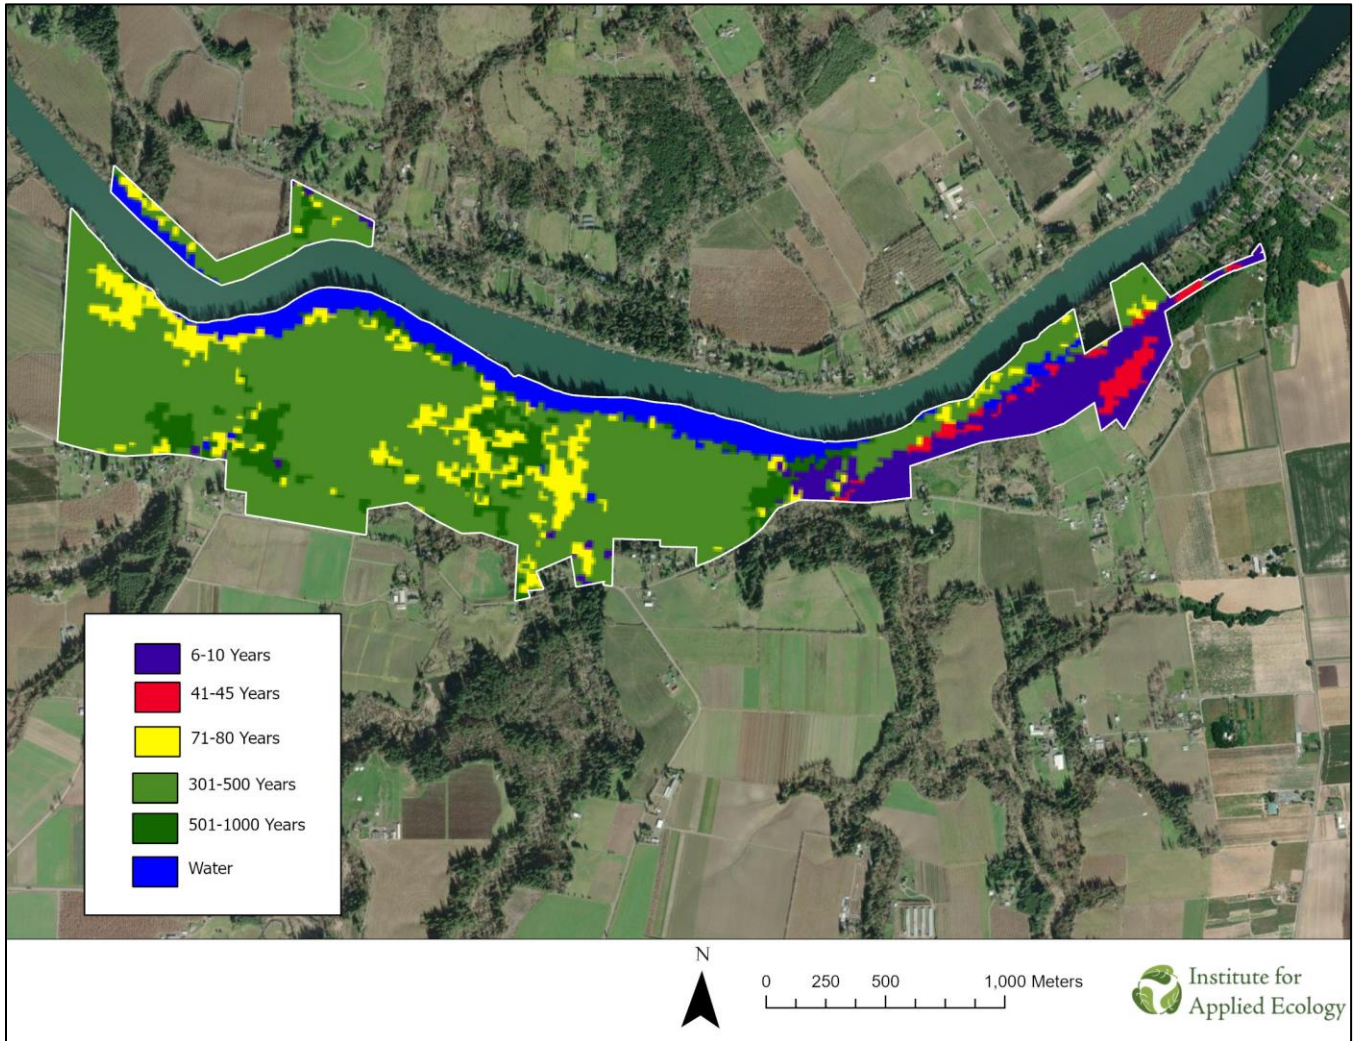 6-10 Years
41-45 Years
71-80 Years
301-500 Years
501-1000 Years
Water
N
0 250 500 1,000 Meters
Institute for
Applied Ecology